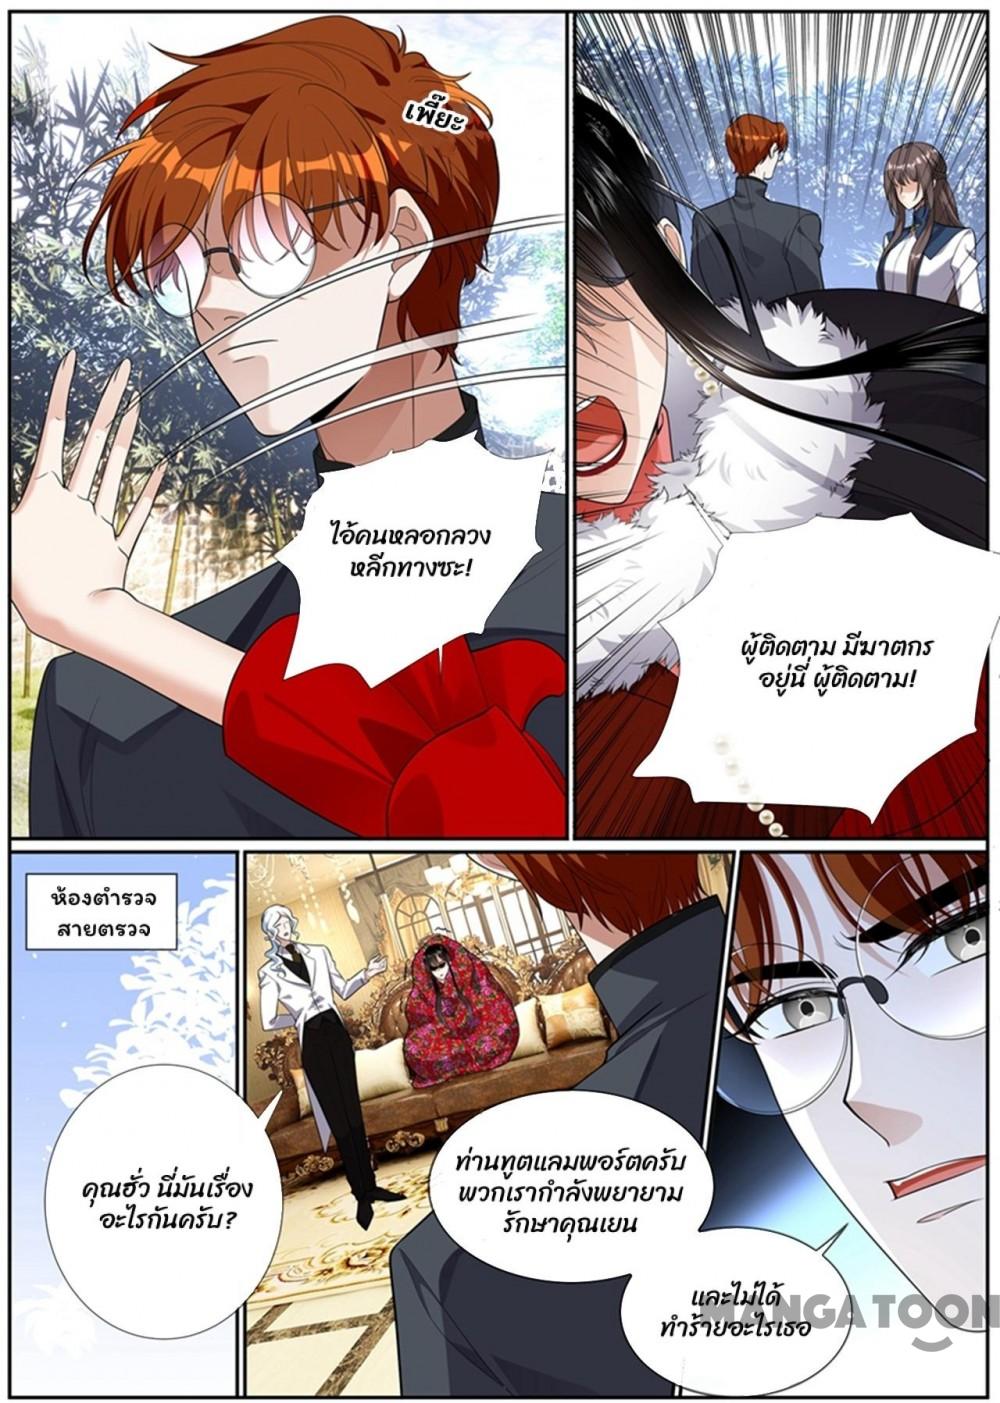 เพี๊ยะ
ไอ้คนหลอกลวง
หลีกทางซะ!
ผู้ติดตาม มีฆาตกร
อยู่นี่ ผู้ติดตาม!
ห้องตำรวจ
สายตรวจ
คุณฮั่ว นี่มันเรื่อง
อะไรกันครับ?
ท่านทูตแลมพอร์ตครับ
พวกเรากำลังพยายาม
รักษาคุณเยน
และไม่ได้
ทำร้ายอะไรเธอ
MANGATOON